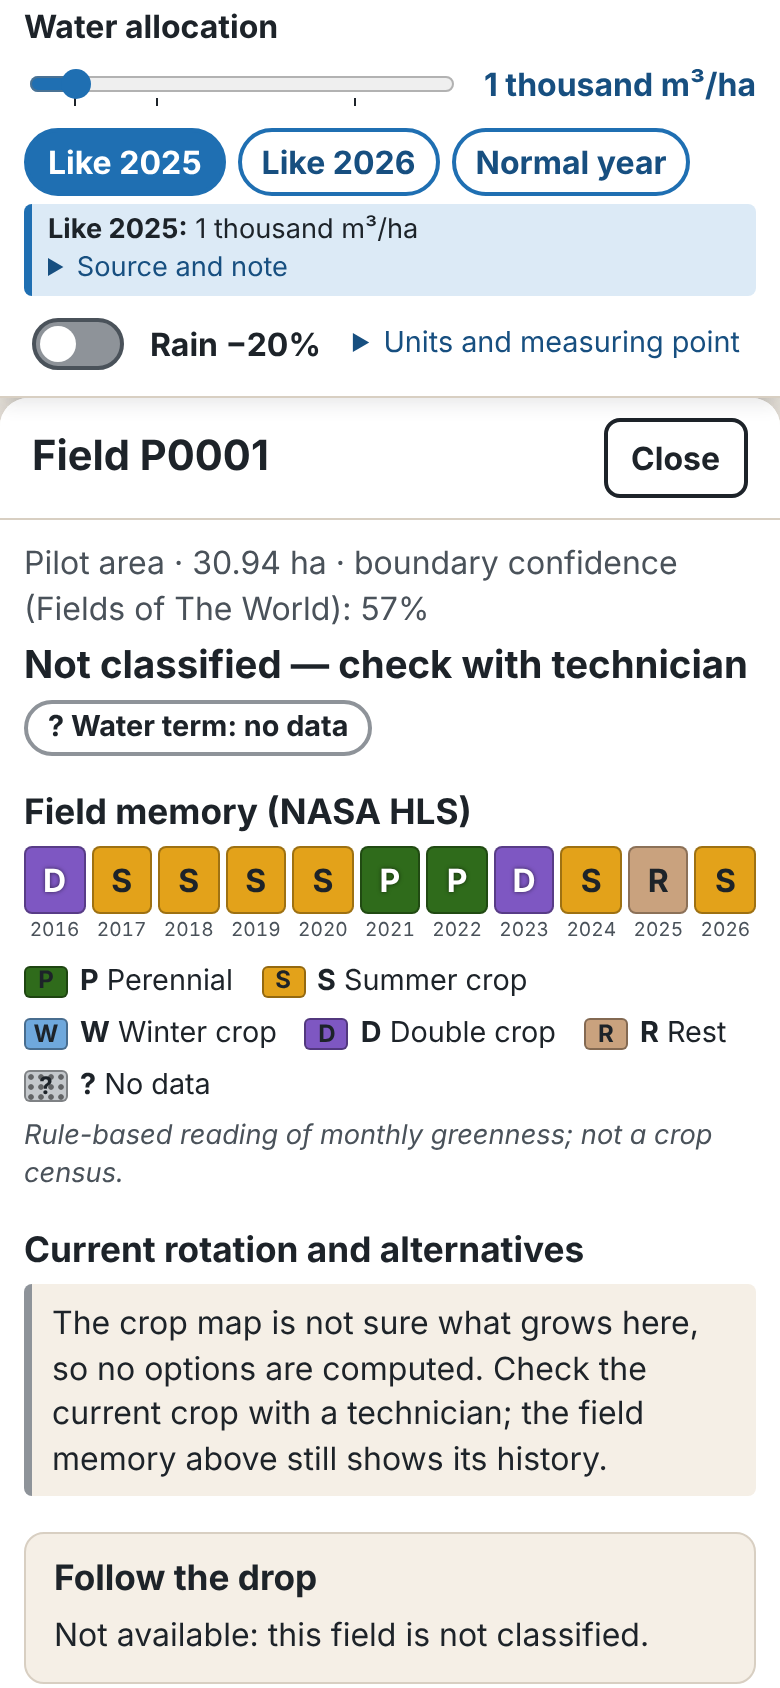 Water allocation
1 thousand m³/ha
Like 2025
Like 2026
Normal year
Like 2025: 1 thousand m³/ha
▶ Source and note
Rain −20%
▶ Units and measuring point
Field P0001
Close
Pilot area · 30.94 ha · boundary confidence
(Fields of The World): 57%
Not classified — check with technician
? Water term: no data
Field memory (NASA HLS)
D S S S S P P D S R S
2016 2017 2018 2019 2020 2021 2022 2023 2024 2025 2026
P P Perennial S S Summer crop
W W Winter crop D D Double crop R R Rest
? ? No data
Rule-based reading of monthly greenness; not a crop
census.
Current rotation and alternatives
The crop map is not sure what grows here,
so no options are computed. Check the
current crop with a technician; the field
memory above still shows its history.
Follow the drop
Not available: this field is not classified.